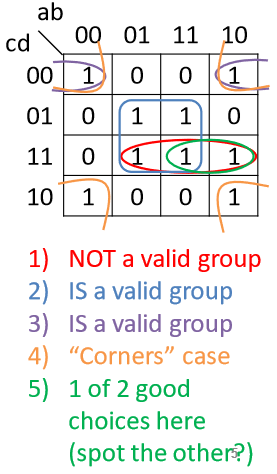 ab
cd
00 01 11 10
00 1 0 0 1
01 0 1 1 0
11 0 1 1 1
10 1 0 0 1
1) NOT a valid group
2) IS a valid group
3) IS a valid group
4) “Corners” case
5) 1 of 2 good
choices here
(spot the other?)